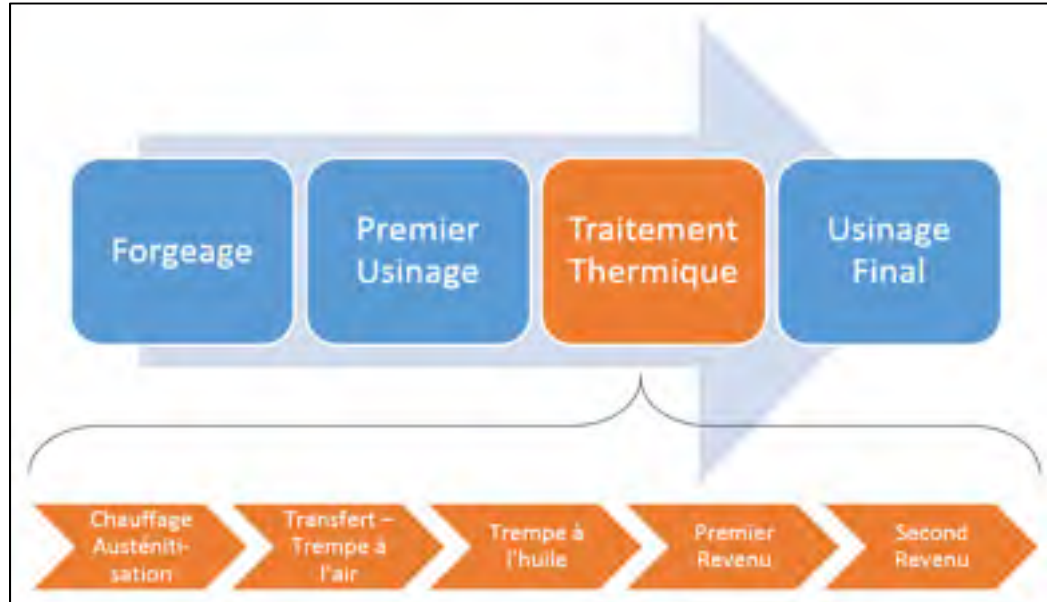 Forgeage
Premier
Usinage
Traitement
Thermique
Usinage
Final
Chauffage
Austéniti-
sation
Transfert –
Trempe à
l'air
Trempe à
l'huile
Premier
Revenu
Second
Revenu